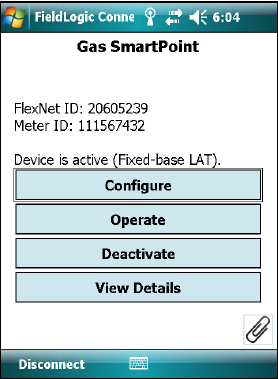 FieldLogic Conne 6:04
Gas SmartPoint
FlexNet ID: 20605239
Meter ID: 111567432
Device is active (Fixed-base LAT).
Configure
Operate
Deactivate
View Details
Disconnect